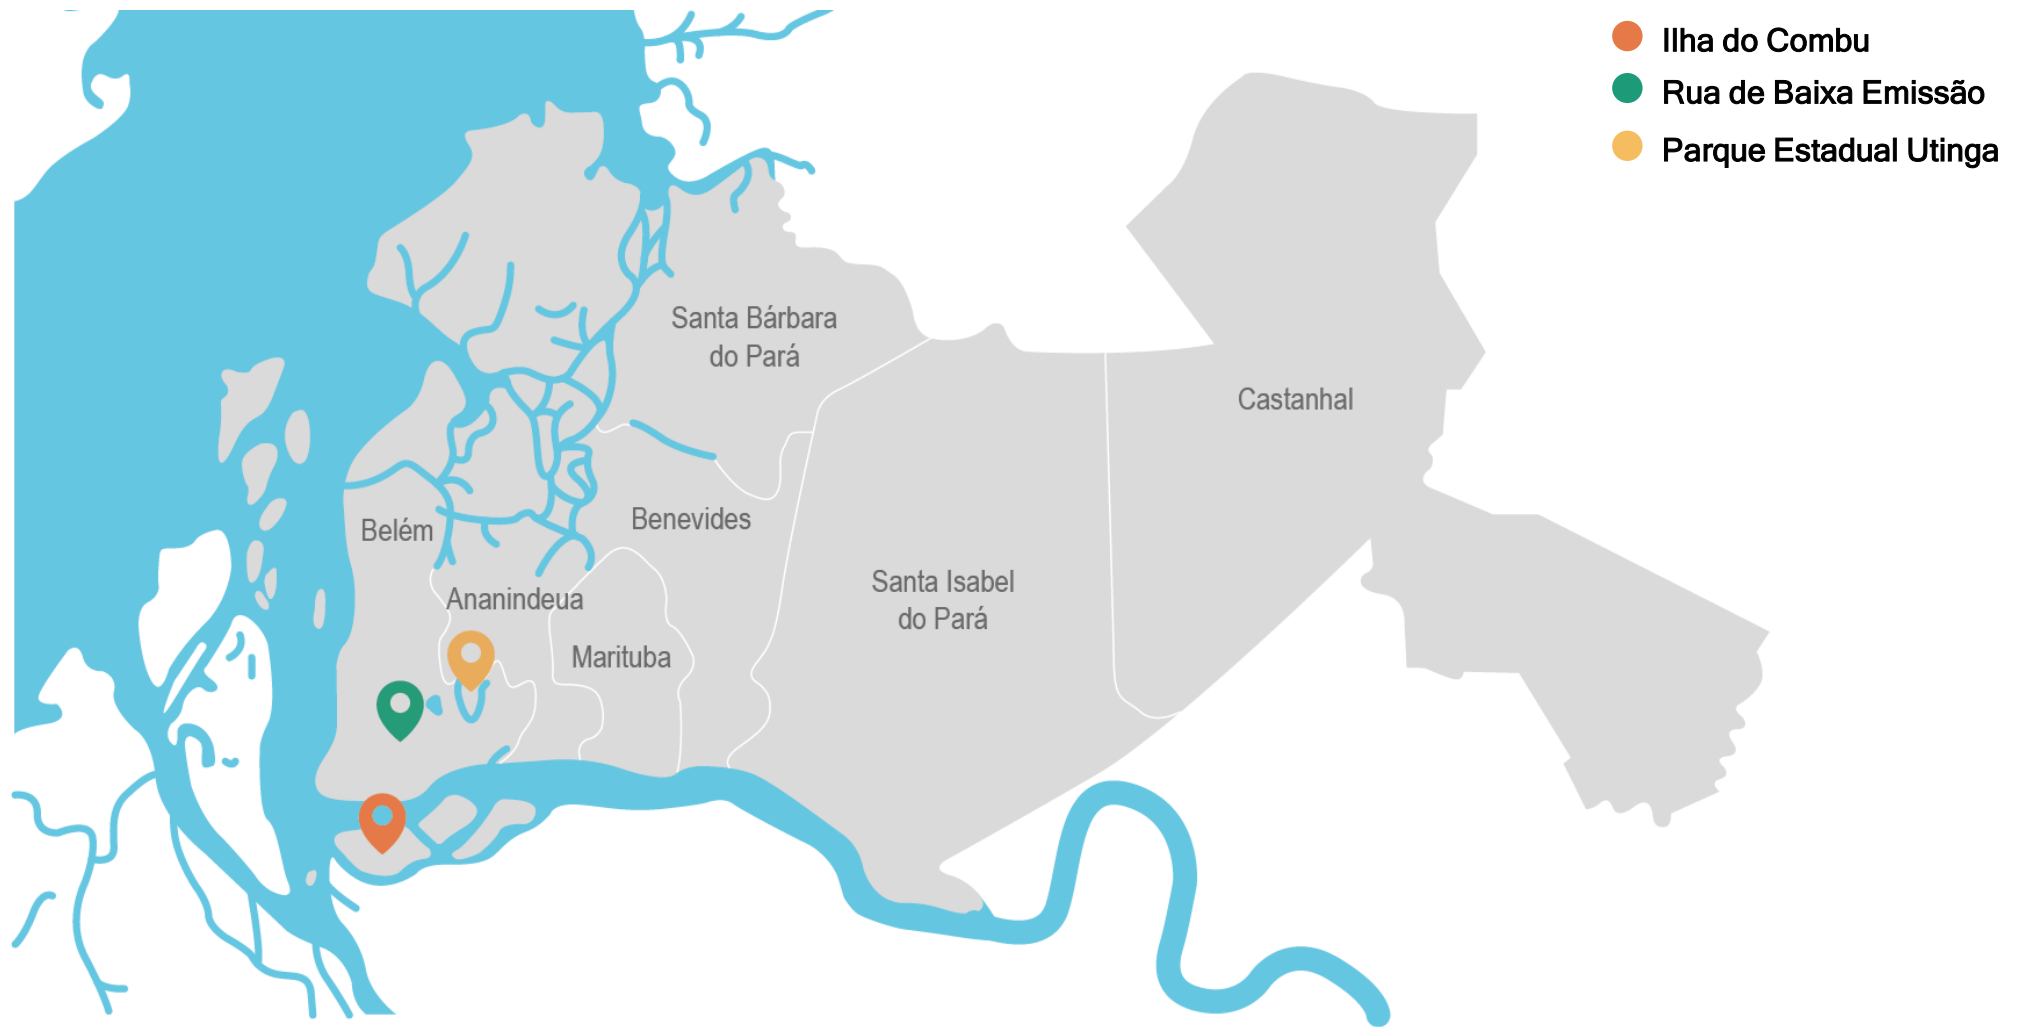 Ilha do Combu
Rua de Baixa Emissão
Parque Estadual Utinga
Santa Bárbara
do Pará
Castanhal
Belém
Benevides
Ananindeua
Santa Isabel
do Pará
Marituba